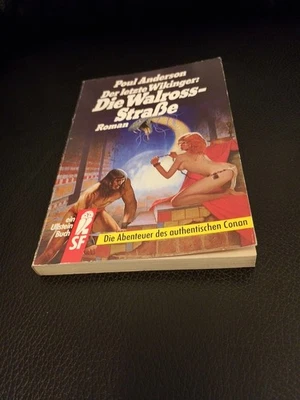 Poul Anderson
Der letzte Wikinger:
Die Walross-
Straße
Roman
ein
Ullstein
Buch
SF
Die Abenteuer des authentischen Conan